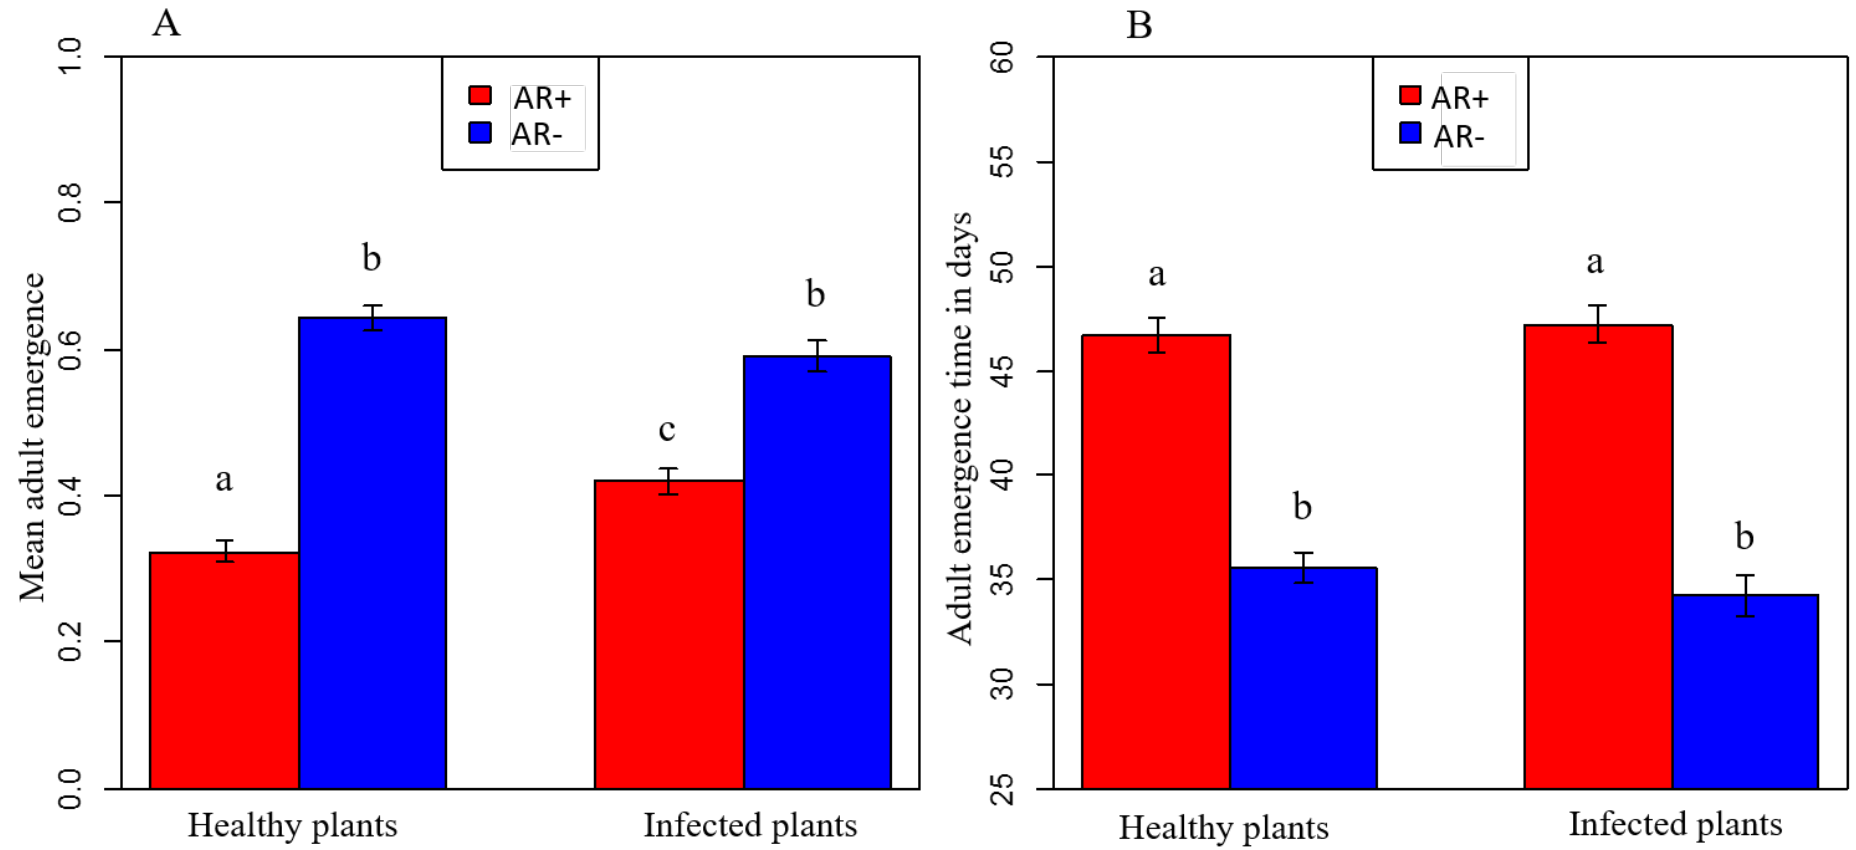 A
Mean adult emergence
1.0
0.8
0.6
0.4
0.2
0.0
AR+
AR-
a
b
c
b
Healthy plants
Infected plants
B
Adult emergence time in days
60
55
50
45
40
35
30
25
AR+
AR-
a
b
a
b
Healthy plants
Infected plants